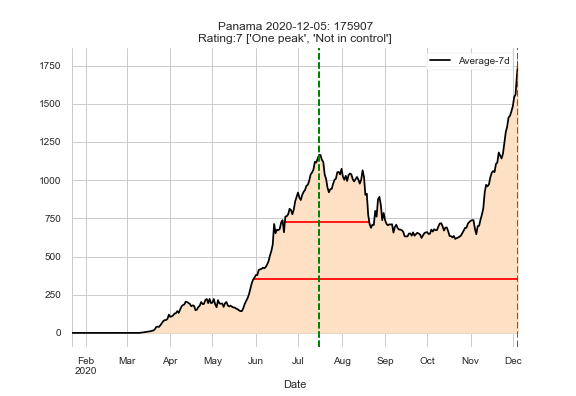 Panama 2020-12-05: 175907
Rating:7 ['One peak', 'Not in control']
Average-7d
1750
1500
1250
1000
750
500
250
0
Feb Mar Apr May Jun Jul Aug Sep Oct Nov Dec
2020
Date